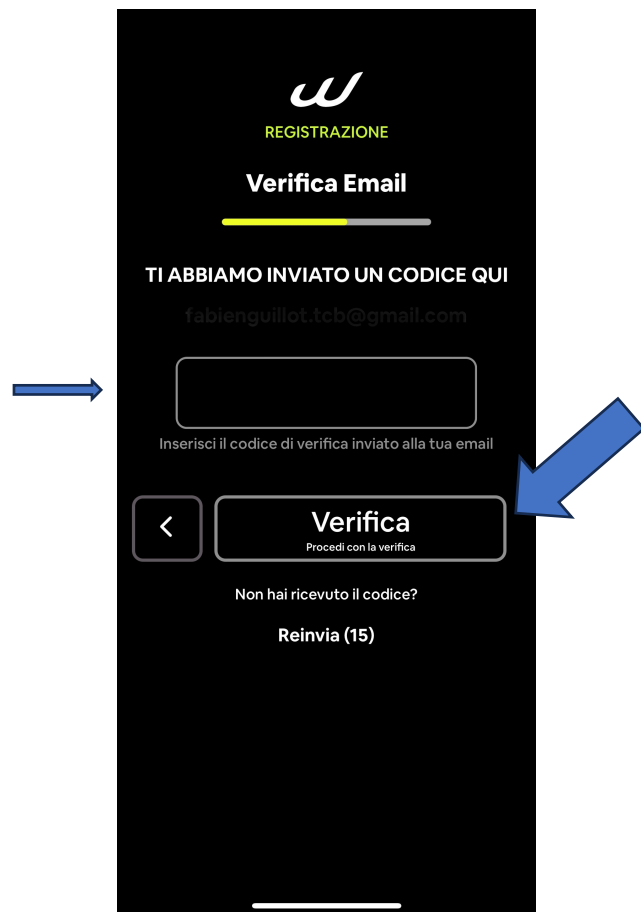 REGISTRAZIONE
Verifica Email
TI ABBIAMO INVIATO UN CODICE QUI
fabienguillot.tcb@gmail.com
Inserisci il codice di verifica inviato alla tua email
Verifica
Procedi con la verifica
Non hai ricevuto il codice?
Reinvia (15)